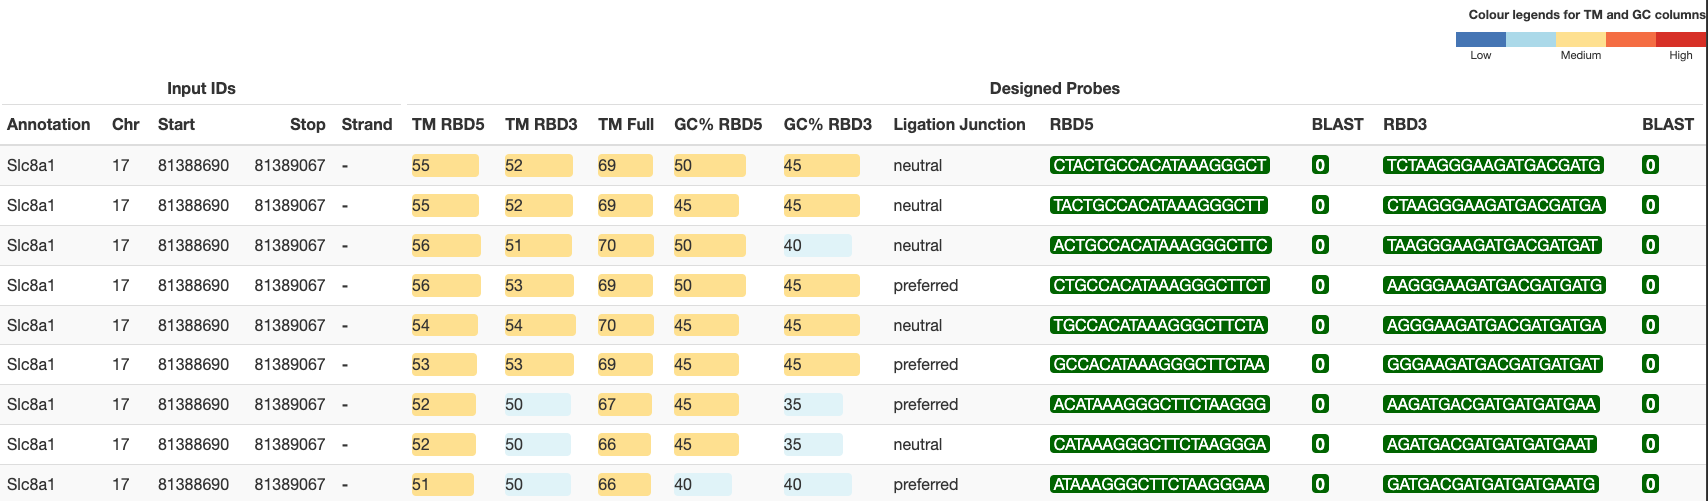 Colour legends for TM and GC columns
Low Medium High
Input IDs Designed Probes
Annotation Chr Start Stop Strand TM RBD5 TM RBD3 TM Full GC% RBD5 GC% RBD3 Ligation Junction RBD5 BLAST RBD3 BLAST
Slc8a1 17 81388690 81389067 - 55 52 69 50 45 neutral CTACTGCCACATAAAGGGCT 0 TCTAAGGGAAGATGACGATG 0
Slc8a1 17 81388690 81389067 - 55 52 69 45 45 neutral TACTGCCACATAAAGGGCTT 0 CTAAGGGAAGATGACGATGA 0
Slc8a1 17 81388690 81389067 - 56 51 70 50 40 neutral ACTGCCACATAAAGGGCTTC 0 TAAGGGAAGATGACGATGAT 0
Slc8a1 17 81388690 81389067 - 56 53 69 50 45 preferred CTGCCACATAAAGGGCTTCT 0 AAGGGAAGATGACGATGATG 0
Slc8a1 17 81388690 81389067 - 54 54 70 45 45 neutral TGCCACATAAAGGGCTTCTA 0 AGGGAAGATGACGATGATGA 0
Slc8a1 17 81388690 81389067 - 53 53 69 45 45 preferred GCCACATAAAGGGCTTCTAA 0 GGGAAGATGACGATGATGAT 0
Slc8a1 17 81388690 81389067 - 52 50 67 45 35 preferred ACATAAAGGGCTTCTAAGGG 0 AAGATGACGATGATGATGAA 0
Slc8a1 17 81388690 81389067 - 52 50 66 45 35 neutral CATAAAGGGCTTCTAAGGGA 0 AGATGACGATGATGATGAAT 0
Slc8a1 17 81388690 81389067 - 51 50 66 40 40 preferred ATAAAGGGCTTCTAAGGGAA 0 GATGACGATGATGATGAATG 0